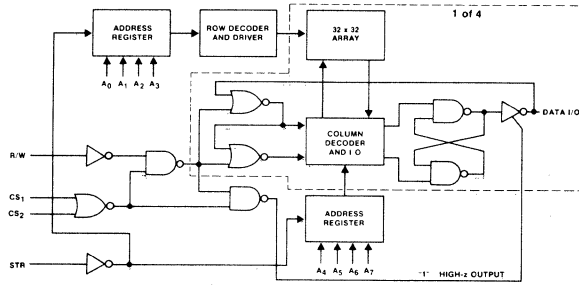 1 of 4
ADDRESS
REGISTER
ROW DECODER
AND DRIVER
32 x 32
ARRAY
A0 A1 A2 A3
DATA I/O
R/W
COLUMN
DECODER
AND I O
CS1
CS2
ADDRESS
REGISTER
STR
A4 A5 A6 A7
"1" HIGH-z OUTPUT